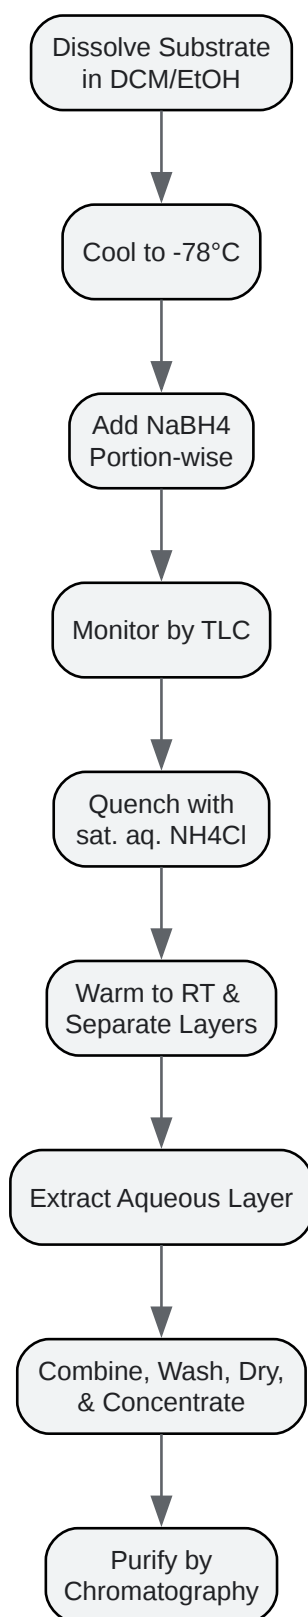 Dissolve Substrate
in DCM/EtOH
Cool to -78°C
Add NaBH4
Portion-wise
Monitor by TLC
Quench with
sat. aq. NH4Cl
Warm to RT &
Separate Layers
Extract Aqueous Layer
Combine, Wash, Dry,
& Concentrate
Purify by
Chromatography